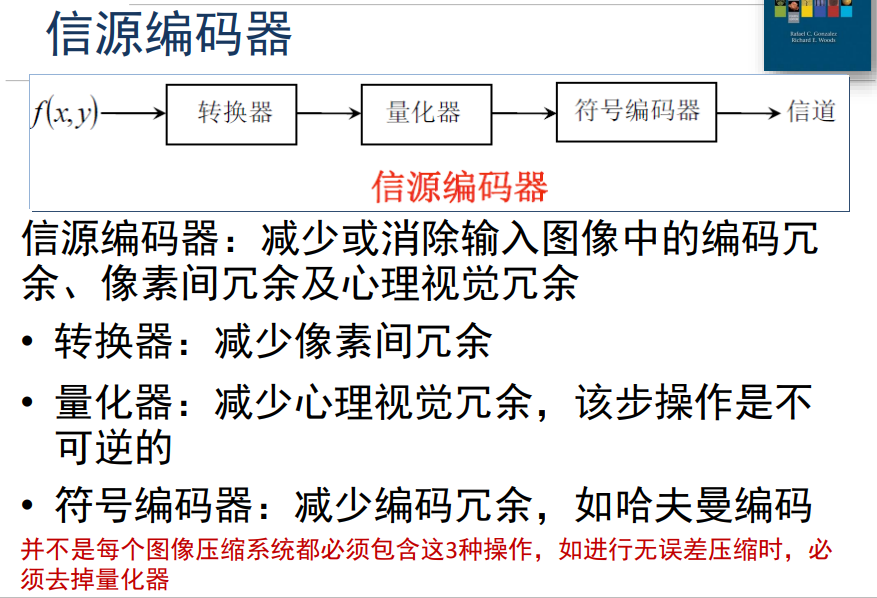 信源编码器
Rafael C. Gonzalez
Richard E. Woods
f(x,y) 转换器 量化器 符号编码器 信道
信源编码器
信源编码器：减少或消除输入图像中的编码冗
余、像素间冗余及心理视觉冗余
• 转换器：减少像素间冗余
• 量化器：减少心理视觉冗余，该步操作是不
可逆的
• 符号编码器：减少编码冗余，如哈夫曼编码
并不是每个图像压缩系统都必须包含这3种操作，如进行无误差压缩时，必
须去掉量化器